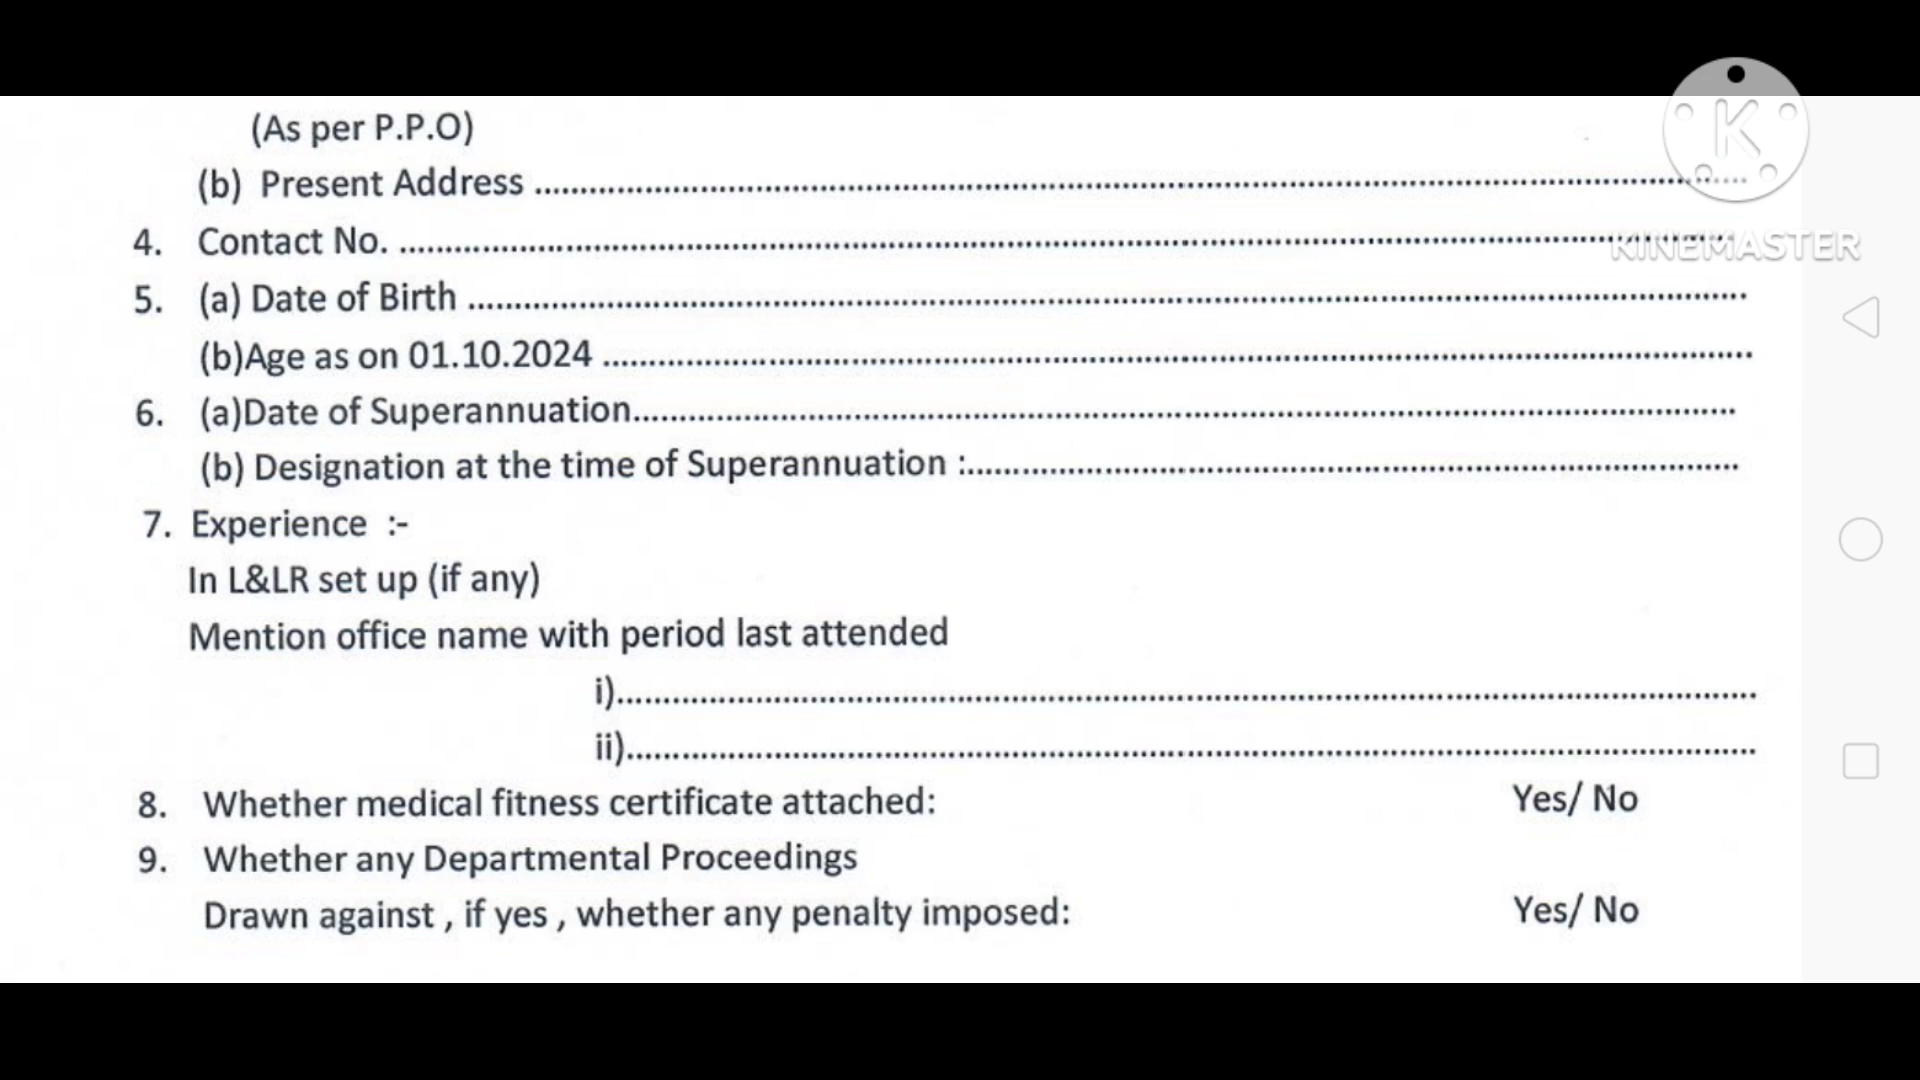 (As per P.P.O)
(b) Present Address ........................................................................
4. Contact No. ........................................................................
KINEMASTER
5. (a) Date of Birth ........................................................................
(b)Age as on 01.10.2024 ........................................................................
6. (a)Date of Superannuation........................................................................
(b) Designation at the time of Superannuation :........................................................................
7. Experience :-
In L&LR set up (if any)
Mention office name with period last attended
i)........................................................................
ii)........................................................................
8. Whether medical fitness certificate attached: Yes/ No
9. Whether any Departmental Proceedings
Drawn against , if yes , whether any penalty imposed: Yes/ No